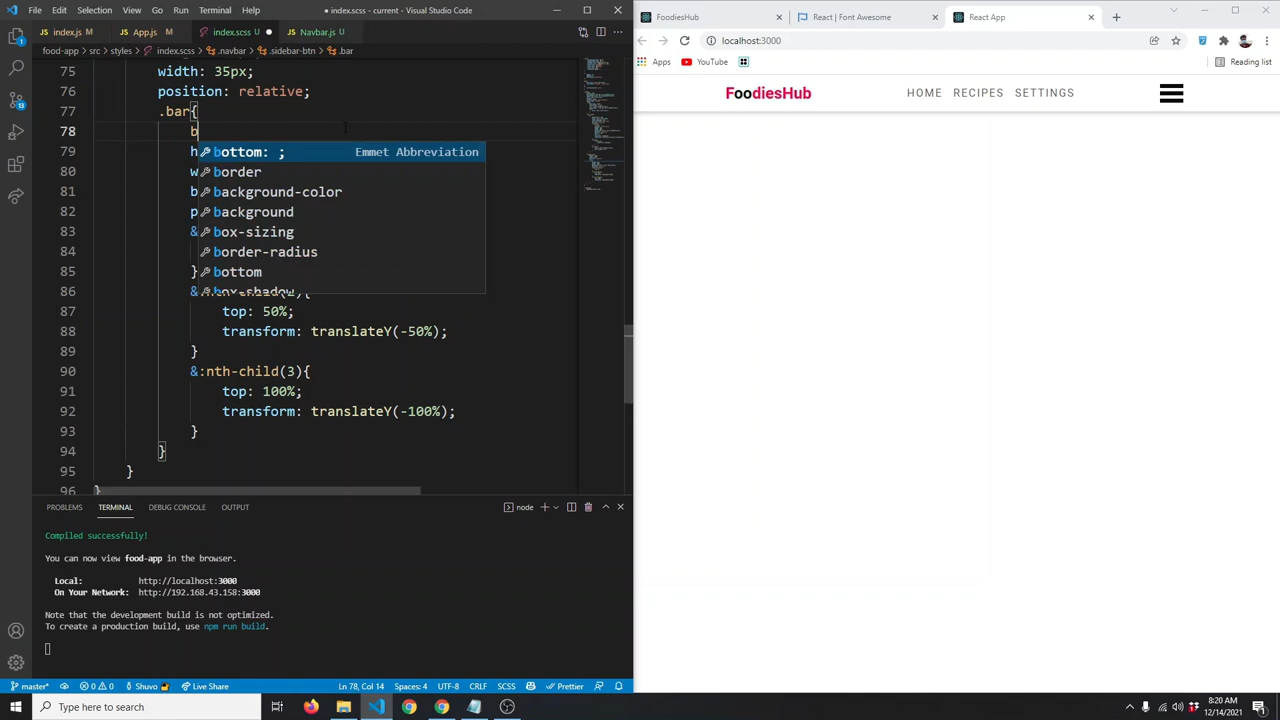 File Edit Selection View Go Run Terminal Help
● index.scss - current - Visual Studio Code
index.js U
App.js U
index.scss U ●
Navbar.js U
food-app > src > styles > index.scss > .navbar > .sidebar-btn > .bar
75 width: 35px;
76 position: relative;
77 .bar{
78 b
79 h
80 w
81 b
82 p
83 &
84
85 }
86 &:nth-child(2){
87 top: 50%;
88 transform: translateY(-50%);
89 }
90 &:nth-child(3){
91 top: 100%;
92 transform: translateY(-100%);
93 }
94 }
95 }
96 }
bottom: ; Emmet Abbreviation
border
background-color
background
box-sizing
border-radius
bottom
box-shadow
PROBLEMS TERMINAL DEBUG CONSOLE OUTPUT
node
Compiled successfully!
You can now view food-app in the browser.
Local: http://localhost:3000
On Your Network: http://192.168.43.158:3000
Note that the development build is not optimized.
To create a production build, use npm run build.
master* 0 0 Shuvo Live Share
Ln 78, Col 14 Spaces: 4 UTF-8 CRLF SCSS Prettier
FoodiesHub
React | Font Awesome
React App
localhost:3000
Apps YouTube Reading list
FoodiesHub HOME RECIPES SETTINGS
Type here to search
8:20 AM
12/14/2021